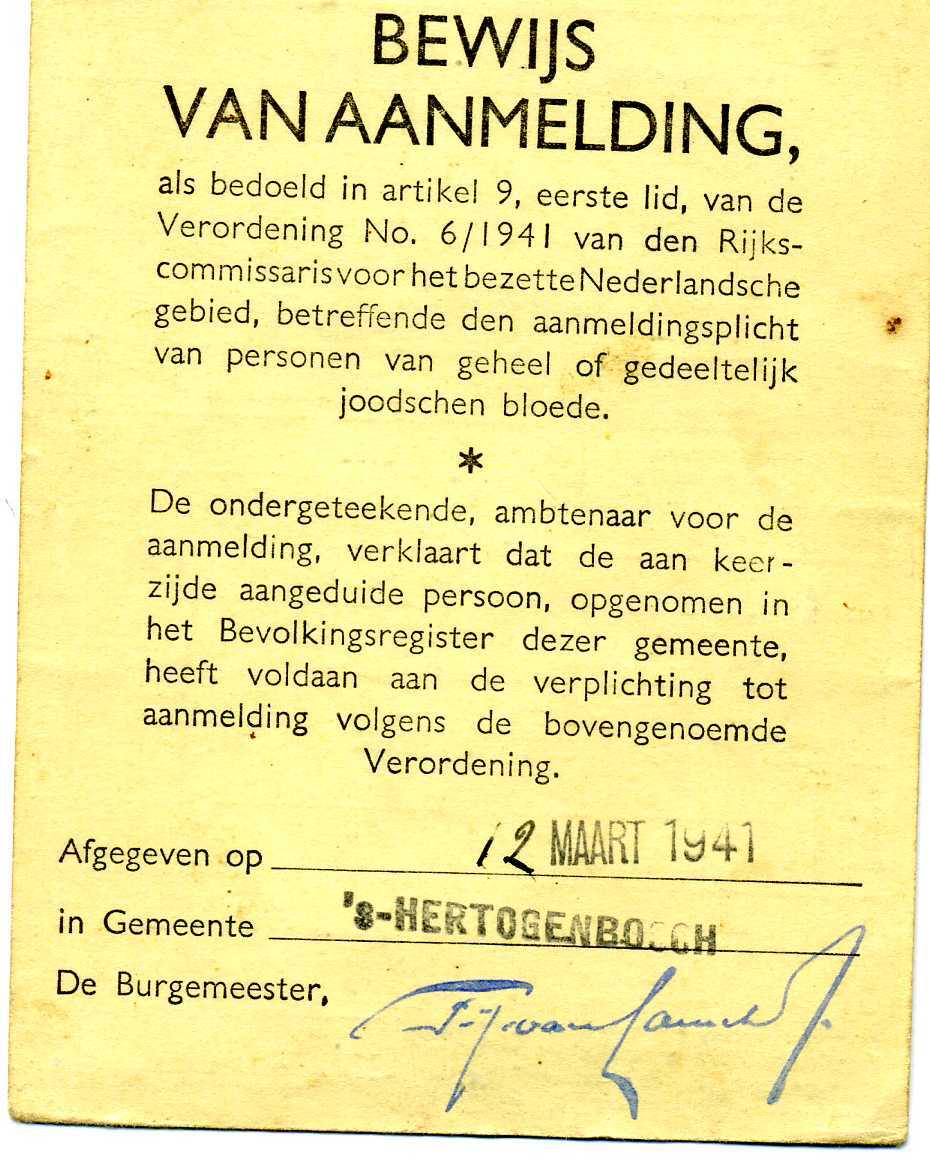 BEWIJS
VAN AANMELDING,
als bedoeld in artikel 9, eerste lid, van de
Verordening No. 6/1941 van den Rijks-
commissaris voor het bezette Nederlandsche
gebied, betreffende den aanmeldingsplicht
van personen van geheel of gedeeltelijk
joodschen bloede.
*
De ondergeteekende, ambtenaar voor de
aanmelding, verklaart dat de aan keer-
zijde aangeduide persoon, opgenomen in
het Bevolkingsregister dezer gemeente,
heeft voldaan aan de verplichting tot
aanmelding volgens de bovengenoemde
Verordening.
Afgegeven op 12 MAART 1941
in Gemeente 's-HERTOGENBOSCH
De Burgemeester,